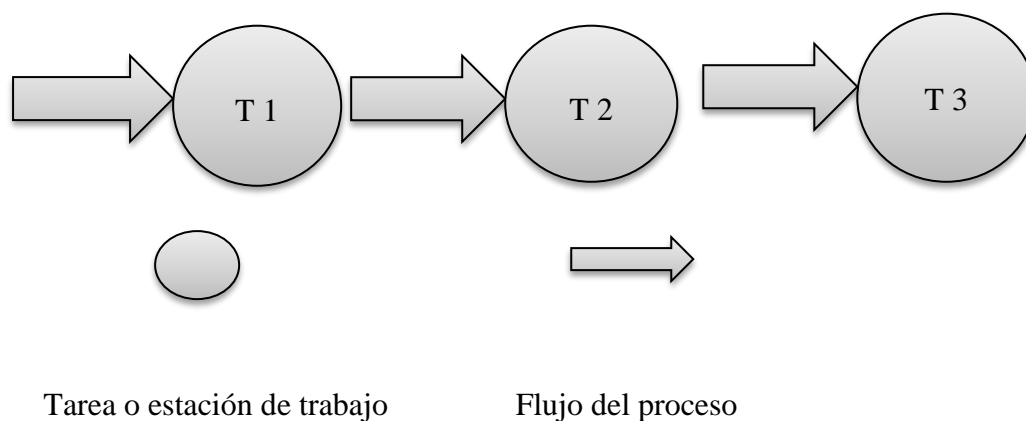 T 1
T 2
T 3
Tarea o estación de trabajo
Flujo del proceso